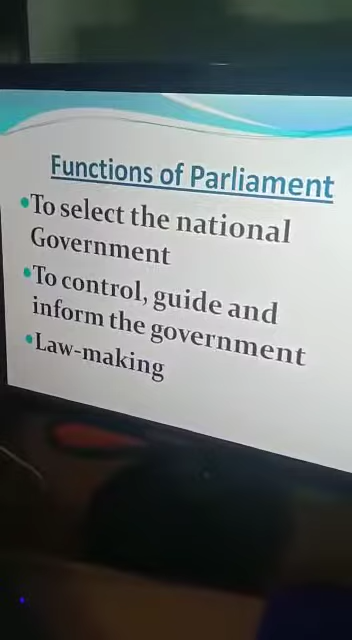 Functions of Parliament
•To select the national
Government
•To control, guide and
inform the government
•Law-making